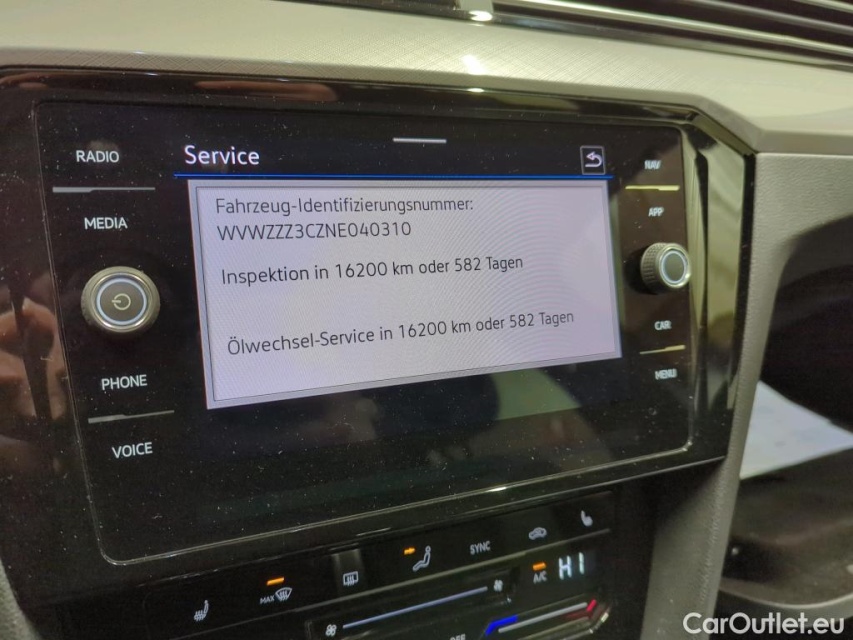 RADIO
Service
NAV
MEDIA
APP
Fahrzeug-Identifizierungsnummer:
WVWZZZ3CZNE040310
Inspektion in 16200 km oder 582 Tagen
Ölwechsel-Service in 16200 km oder 582 Tagen
CAR
PHONE
MENU
VOICE
SYNC
MAX
A/C
HI
OFF
CarOutlet.eu